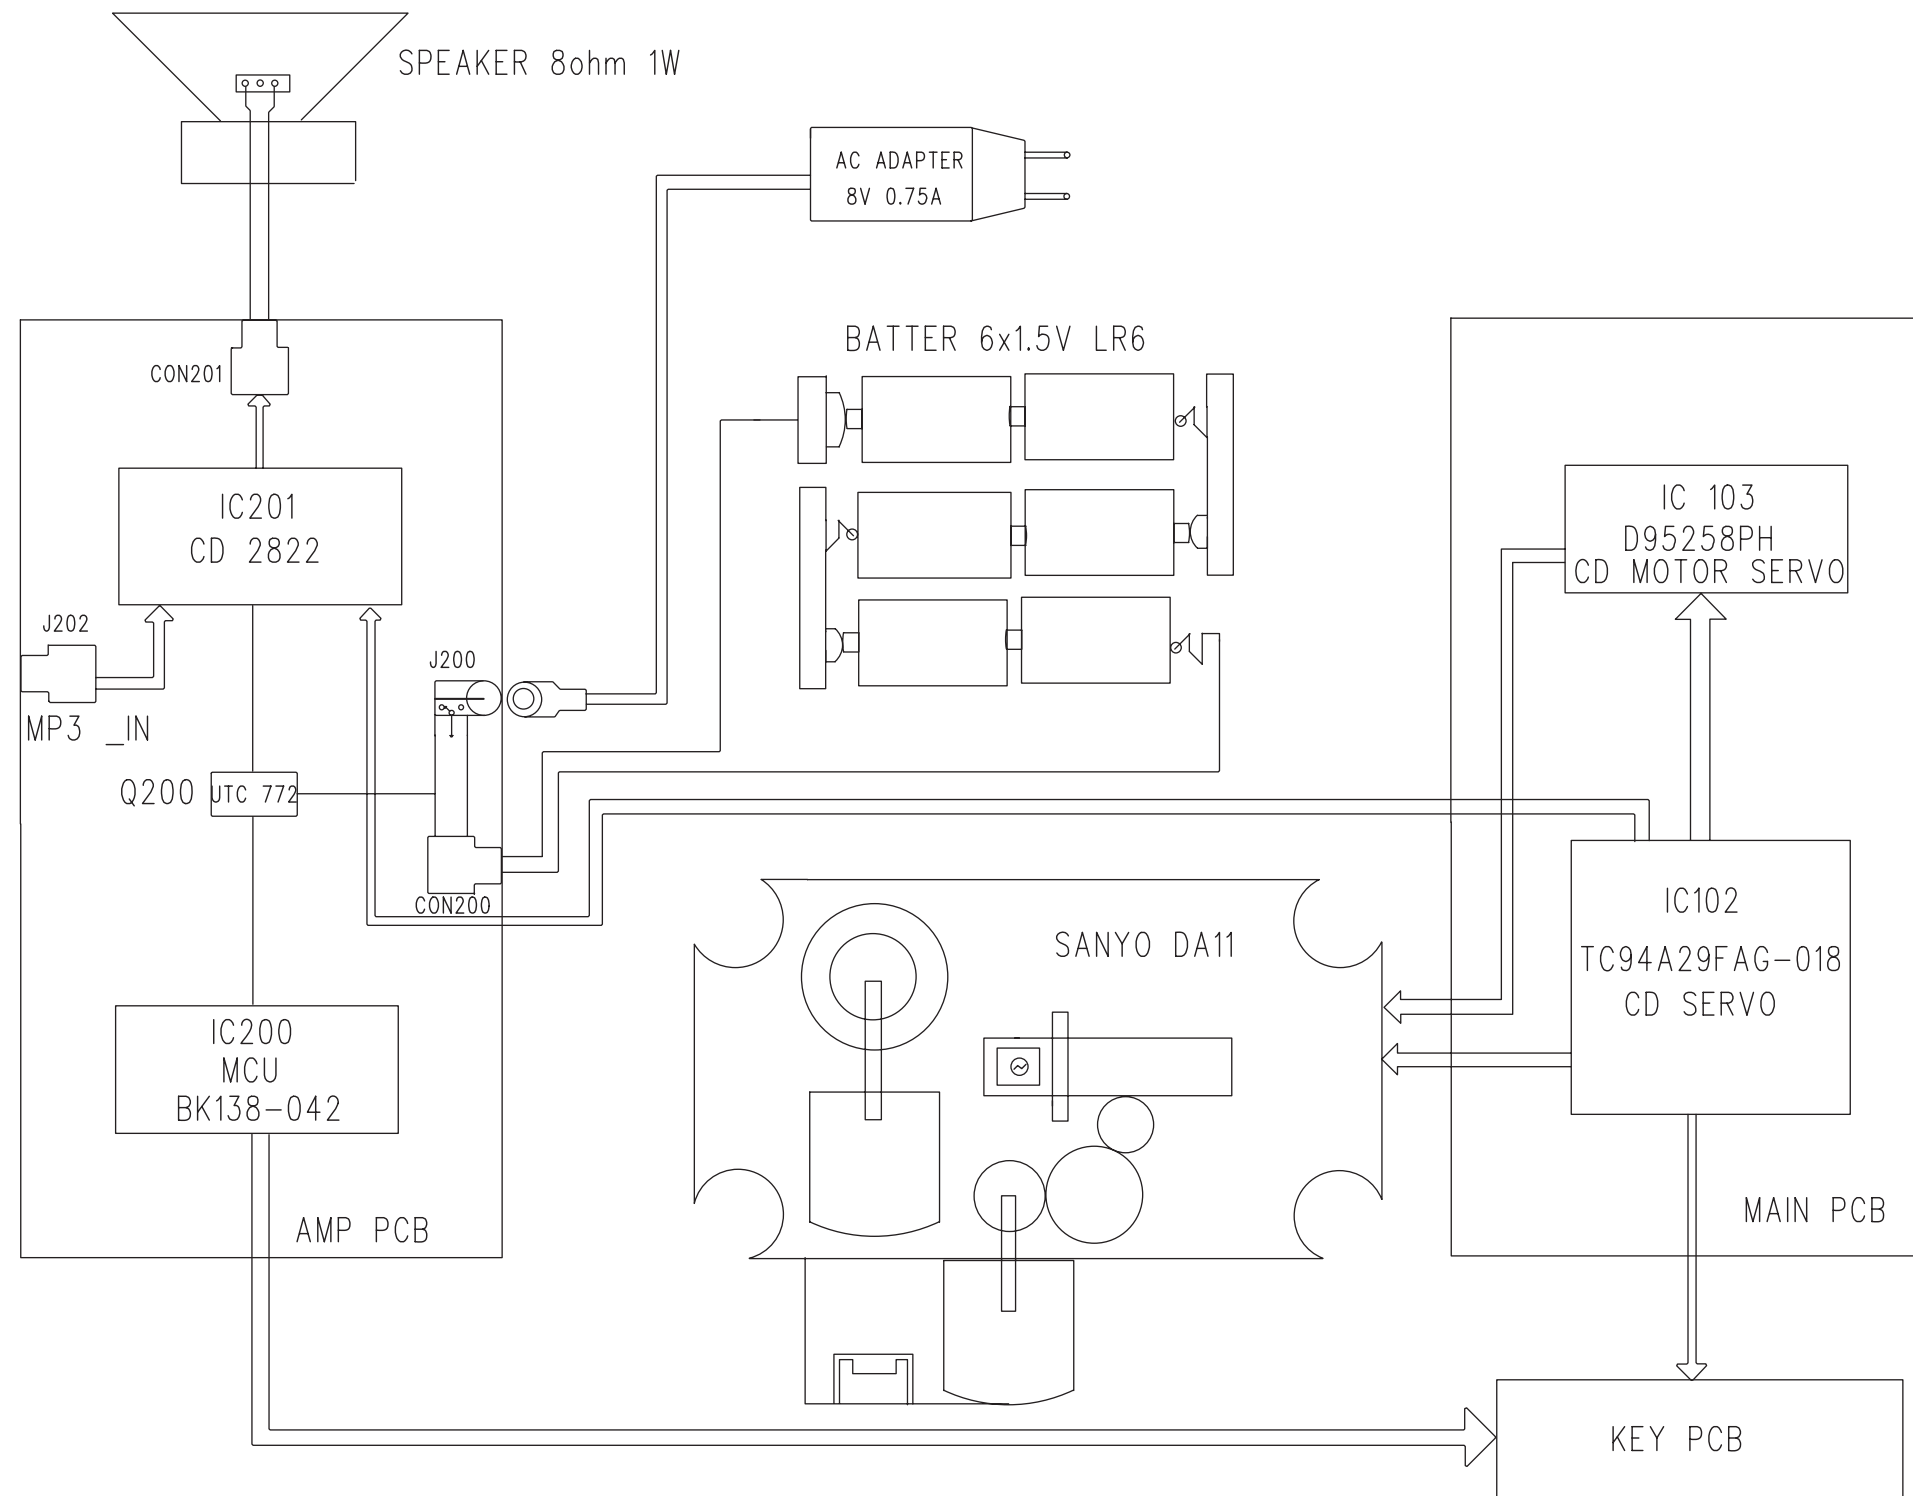 SPEAKER 8ohm 1W
AC ADAPTER
8V 0.75A
BATTER 6x1.5V LR6
CON201
IC201
CD 2822
J202
MP3 _IN
J200
Q200
UTC 772
CON200
IC200
MCU
BK138-042
AMP PCB
SANYO DA11
IC 103
D95258PH
CD MOTOR SERVO
IC102
TC94A29FAG-018
CD SERVO
MAIN PCB
KEY PCB